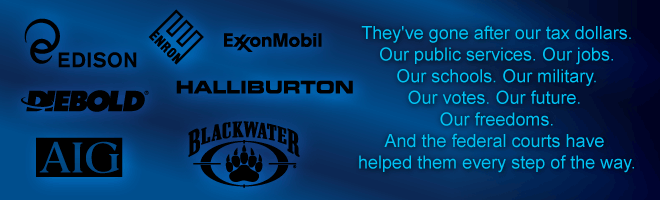 EDISON
ENRON
ExxonMobil
DIEBOLD®
HALLIBURTON
AIG
BLACKWATER
They've gone after our tax dollars.
Our public services. Our jobs.
Our schools. Our military.
Our votes. Our future.
Our freedoms.
And the federal courts have
helped them every step of the way.